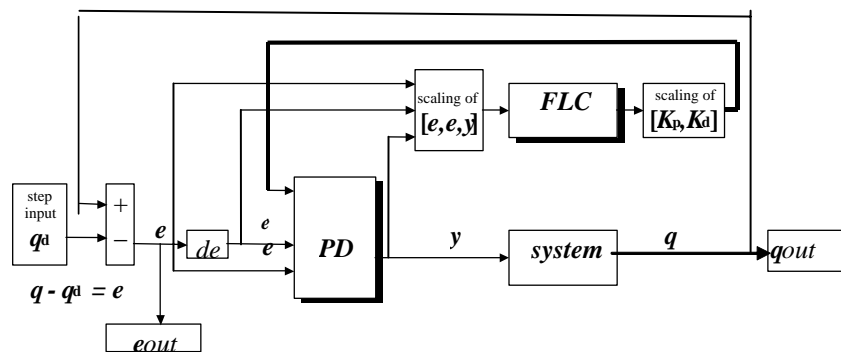 scaling of
[e,e,y]
FLC
scaling of
[Kp,Kd]
step
input
qd
+
−
e
de
e
e
PD
y
system
q
qout
q - qd = e
eout